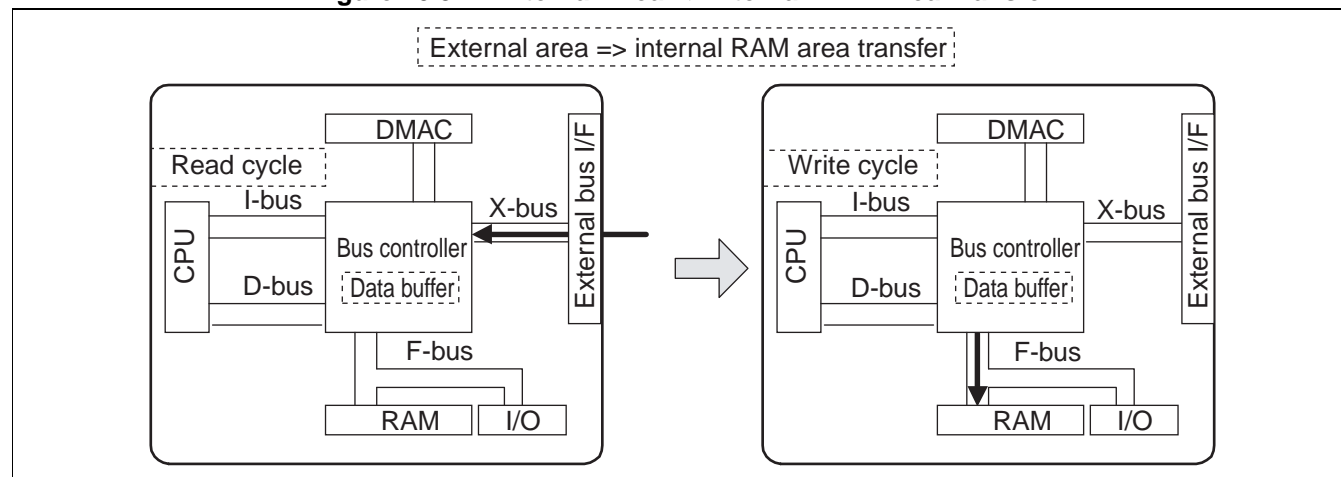 External area => internal RAM area transfer
DMAC
Read cycle
I-bus
X-bus
External bus I/F
CPU
Bus controller
D-bus
Data buffer
F-bus
RAM
I/O
DMAC
Write cycle
I-bus
X-bus
External bus I/F
CPU
Bus controller
D-bus
Data buffer
F-bus
RAM
I/O